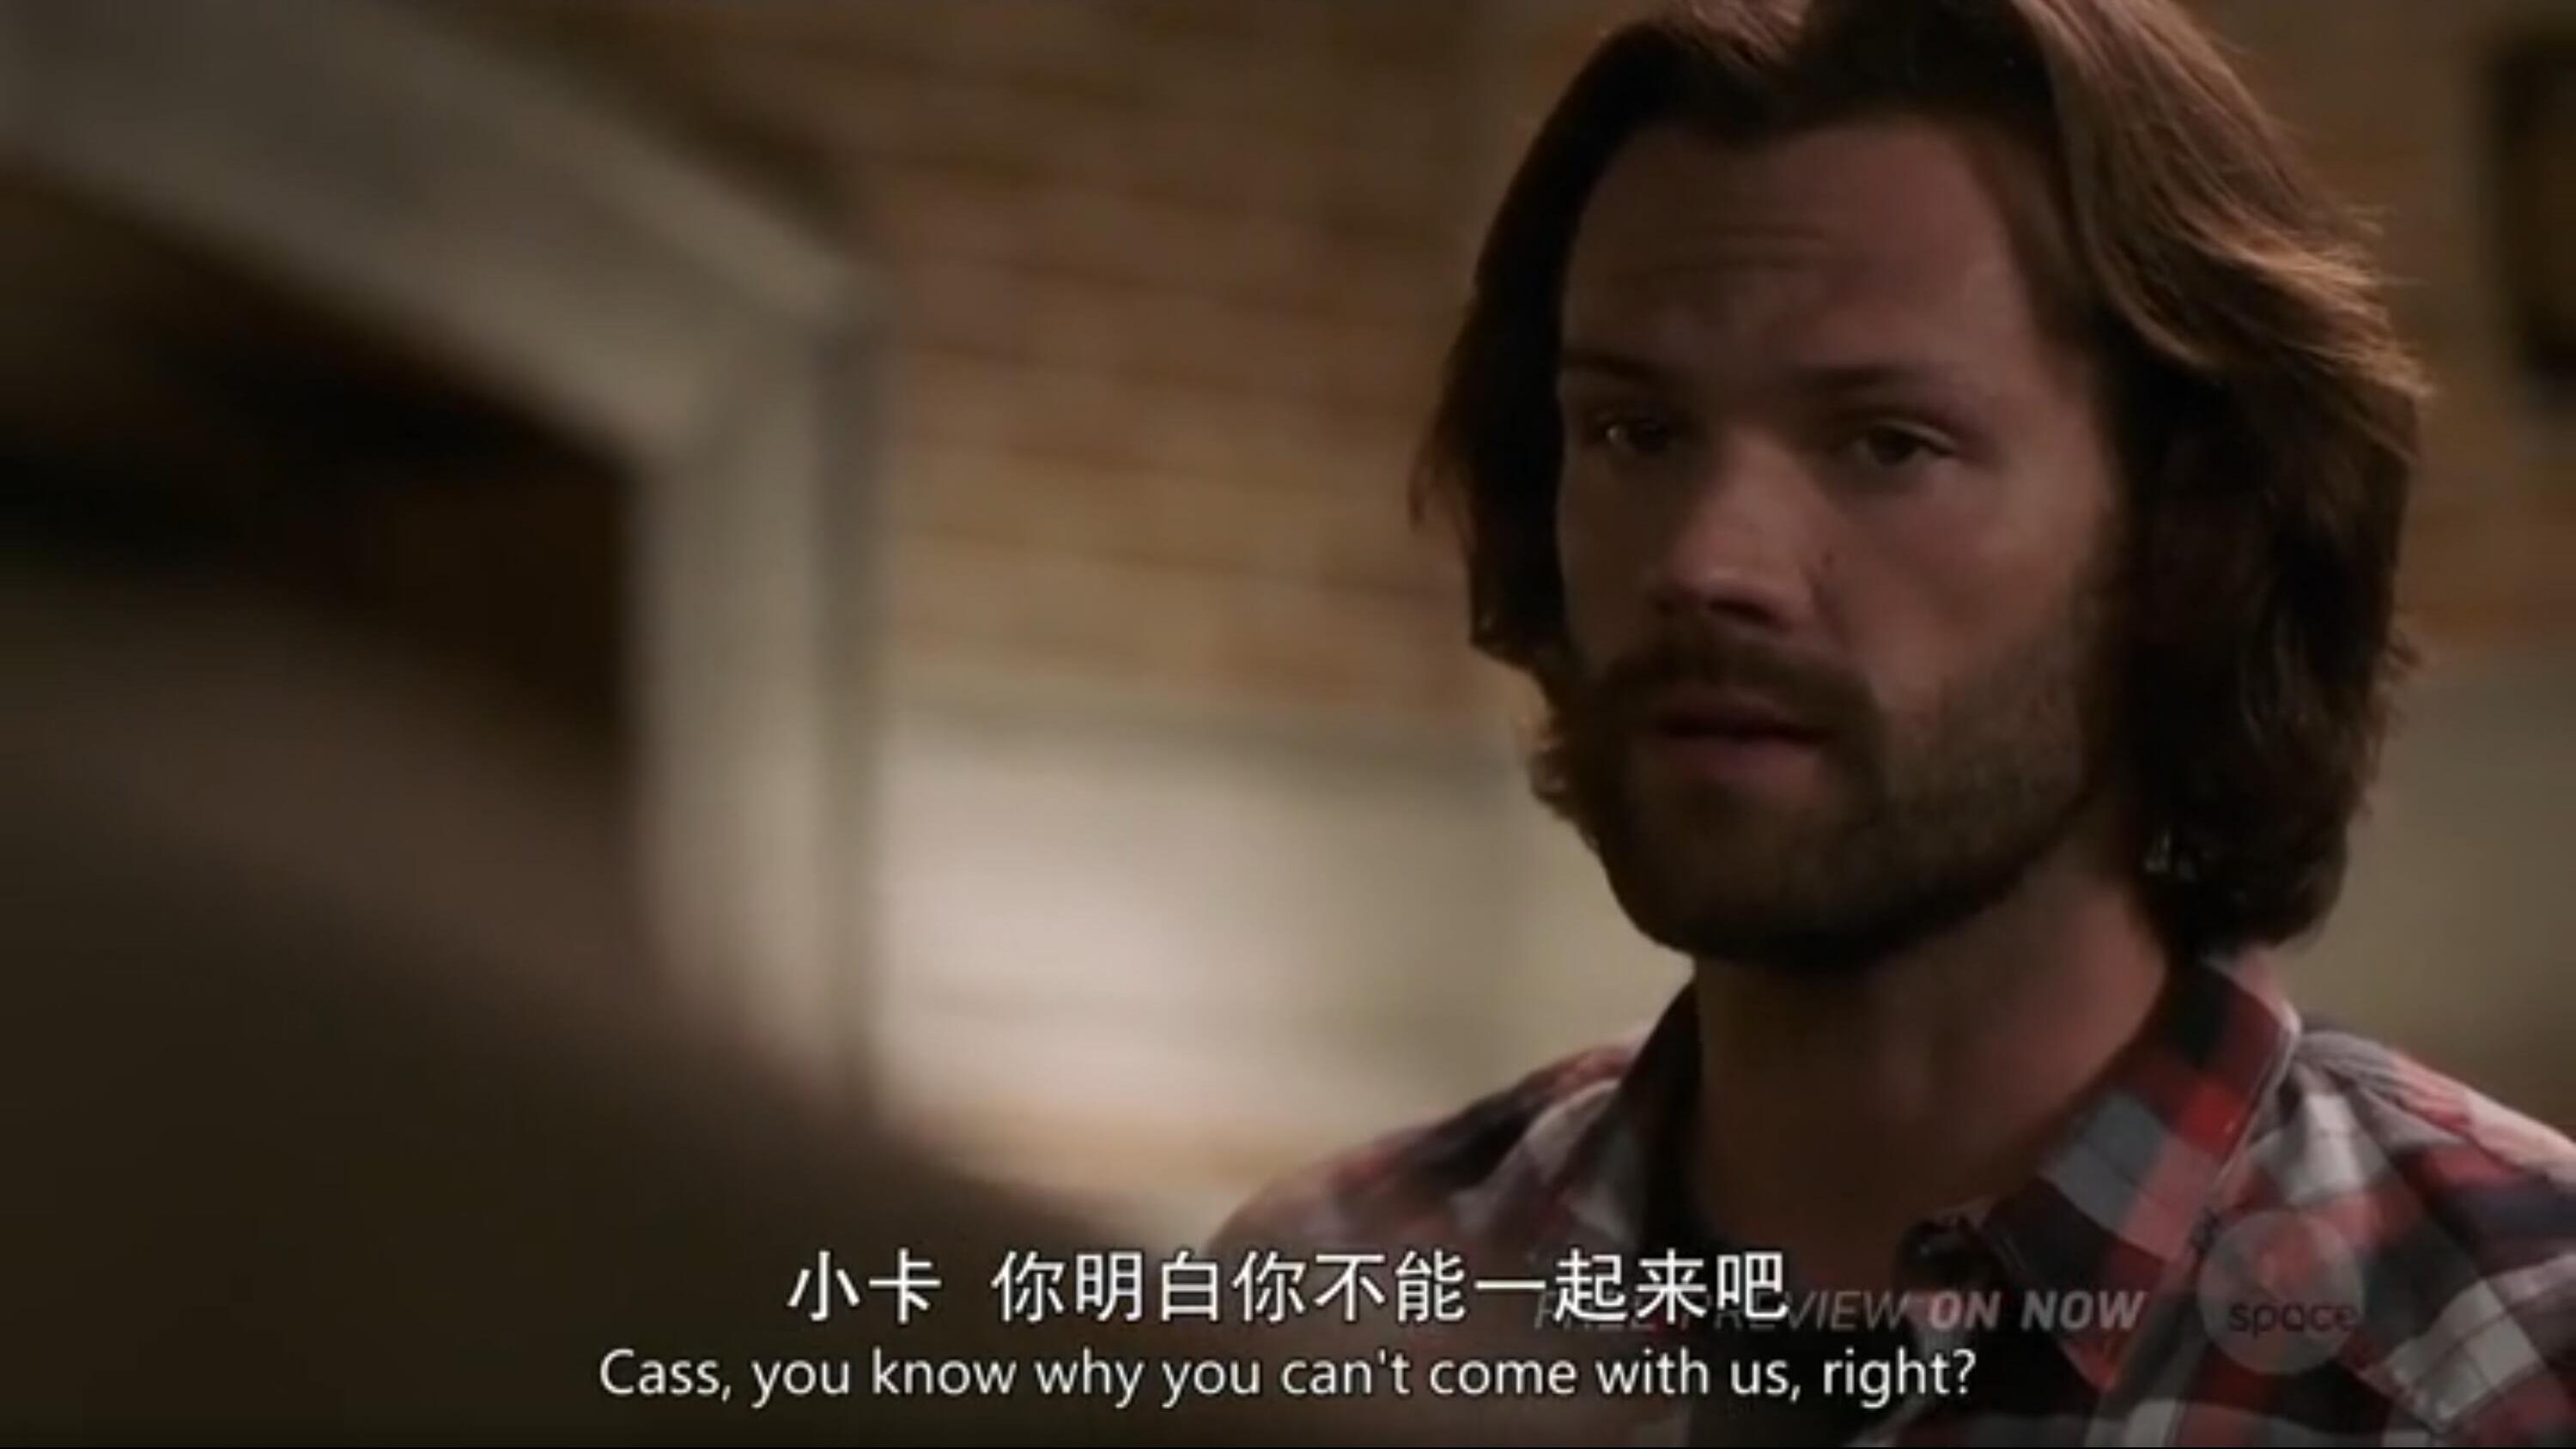 小卡 你明白你不能一起来吧
PREVIEW ON NOW
space
Cass, you know why you can't come with us, right?